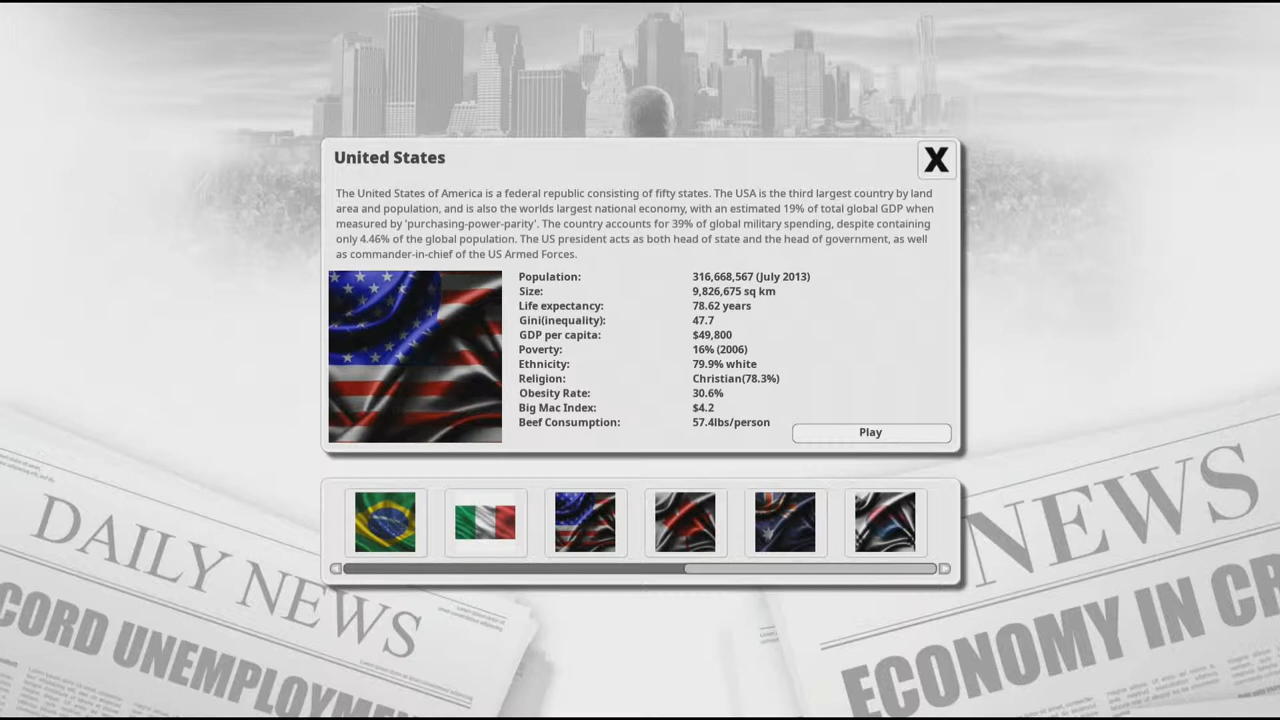 United States
X
The United States of America is a federal republic consisting of fifty states. The USA is the third largest country by land
area and population, and is also the worlds largest national economy, with an estimated 19% of total global GDP when
measured by 'purchasing-power-parity'. The country accounts for 39% of global military spending, despite containing
only 4.46% of the global population. The US president acts as both head of state and the head of government, as well
as commander-in-chief of the US Armed Forces.
Population: 316,668,567 (July 2013)
Size: 9,826,675 sq km
Life expectancy: 78.62 years
Gini(inequality): 47.7
GDP per capita: $49,800
Poverty: 16% (2006)
Ethnicity: 79.9% white
Religion: Christian(78.3%)
Obesity Rate: 30.6%
Big Mac Index: $4.2
Beef Consumption: 57.4lbs/person
Play
DAILY NEWS
CORD UNEMPLOYME
NEWS
ECONOMY IN CR